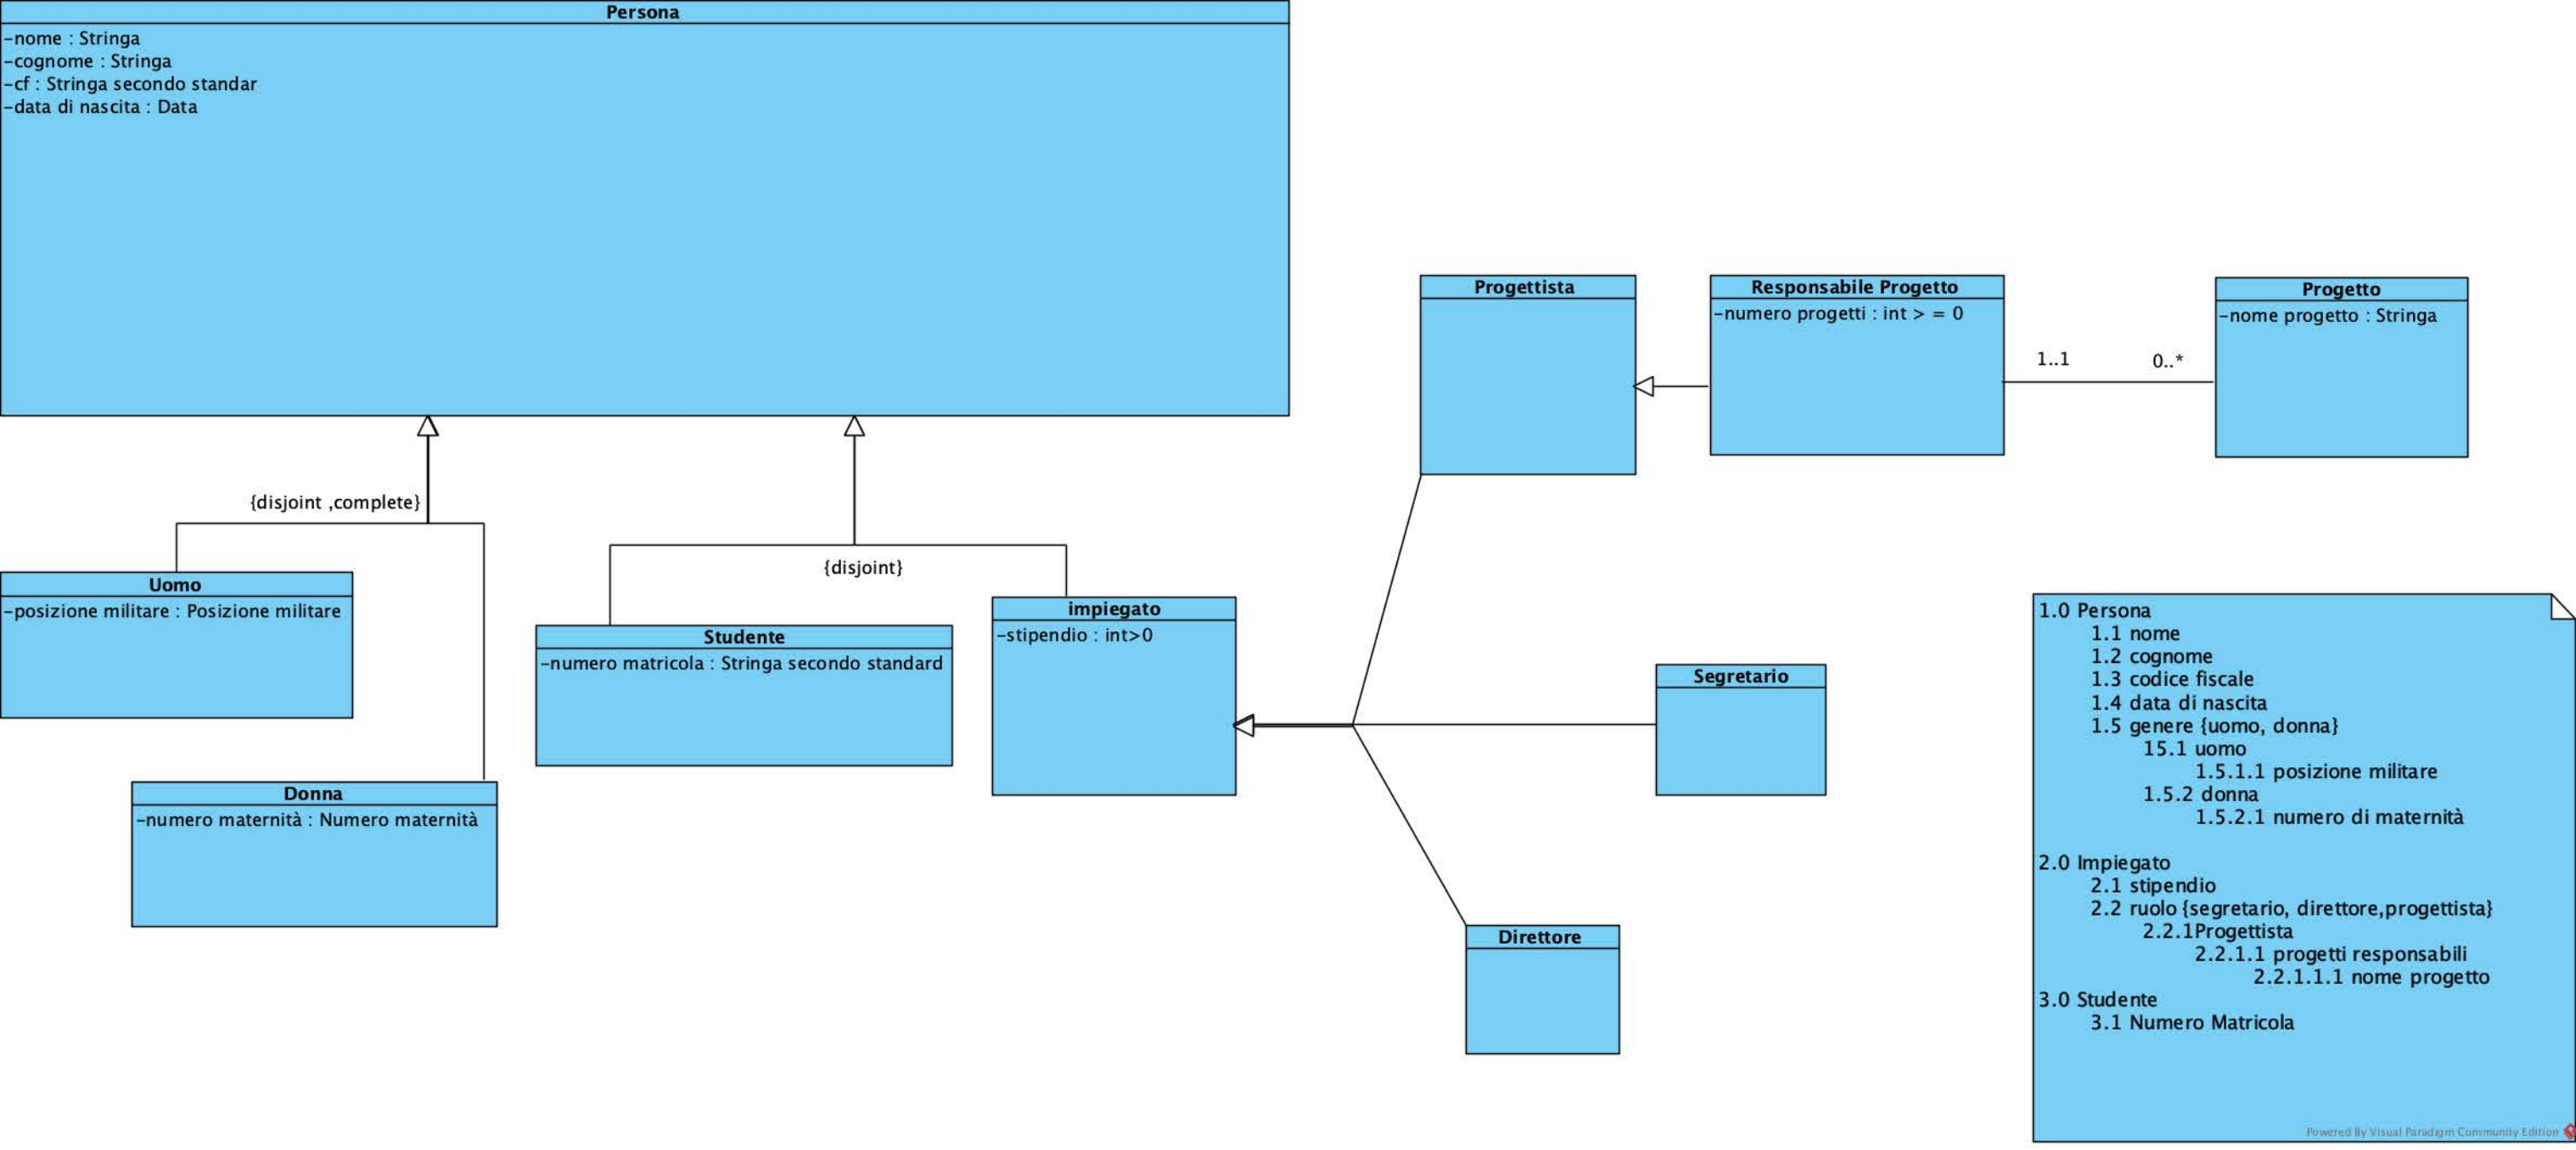 Persona
-nome : Stringa
-cognome : Stringa
-cf : Stringa secondo standar
-data di nascita : Data
{disjoint ,complete}
Uomo
-posizione militare : Posizione militare
Donna
-numero maternità : Numero maternità
{disjoint}
Studente
-numero matricola : Stringa secondo standard
impiegato
-stipendio : int>0
Progettista
Responsabile Progetto
-numero progetti : int > = 0
1..1
0..*
Progetto
-nome progetto : Stringa
Segretario
Direttore
1.0 Persona
1.1 nome
1.2 cognome
1.3 codice fiscale
1.4 data di nascita
1.5 genere {uomo, donna}
15.1 uomo
1.5.1.1 posizione militare
1.5.2 donna
1.5.2.1 numero di maternità
2.0 Impiegato
2.1 stipendio
2.2 ruolo {segretario, direttore,progettista}
2.2.1Progettista
2.2.1.1 progetti responsabili
2.2.1.1.1 nome progetto
3.0 Studente
3.1 Numero Matricola
Powered By Visual Paradigm Community Edition